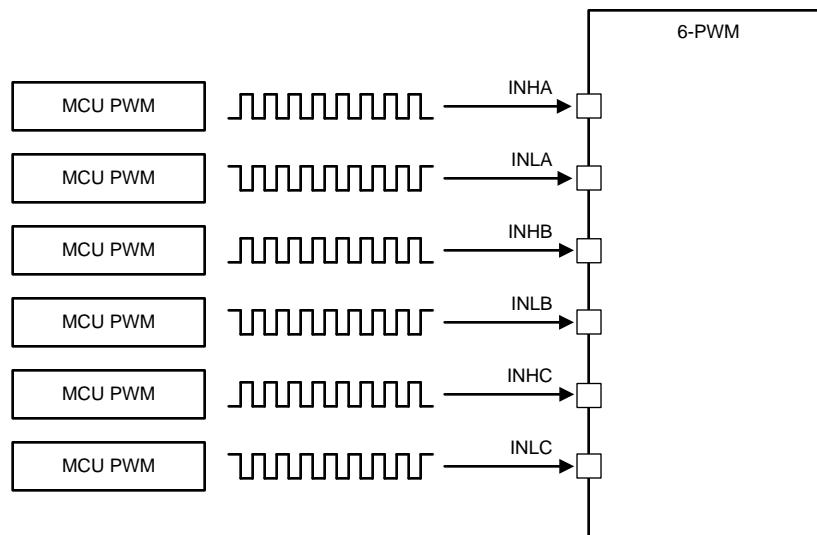 6-PWM
MCU PWM
INHA
MCU PWM
INLA
MCU PWM
INHB
MCU PWM
INLB
MCU PWM
INHC
MCU PWM
INLC